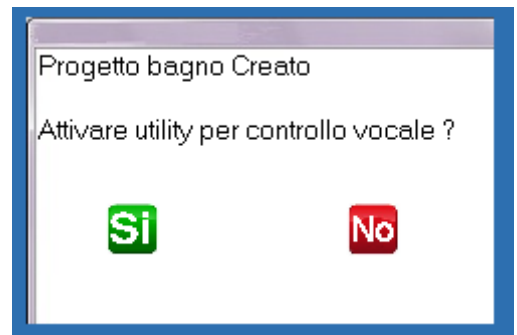 Progetto bagno Creato
Attivare utility per controllo vocale ?
Si No